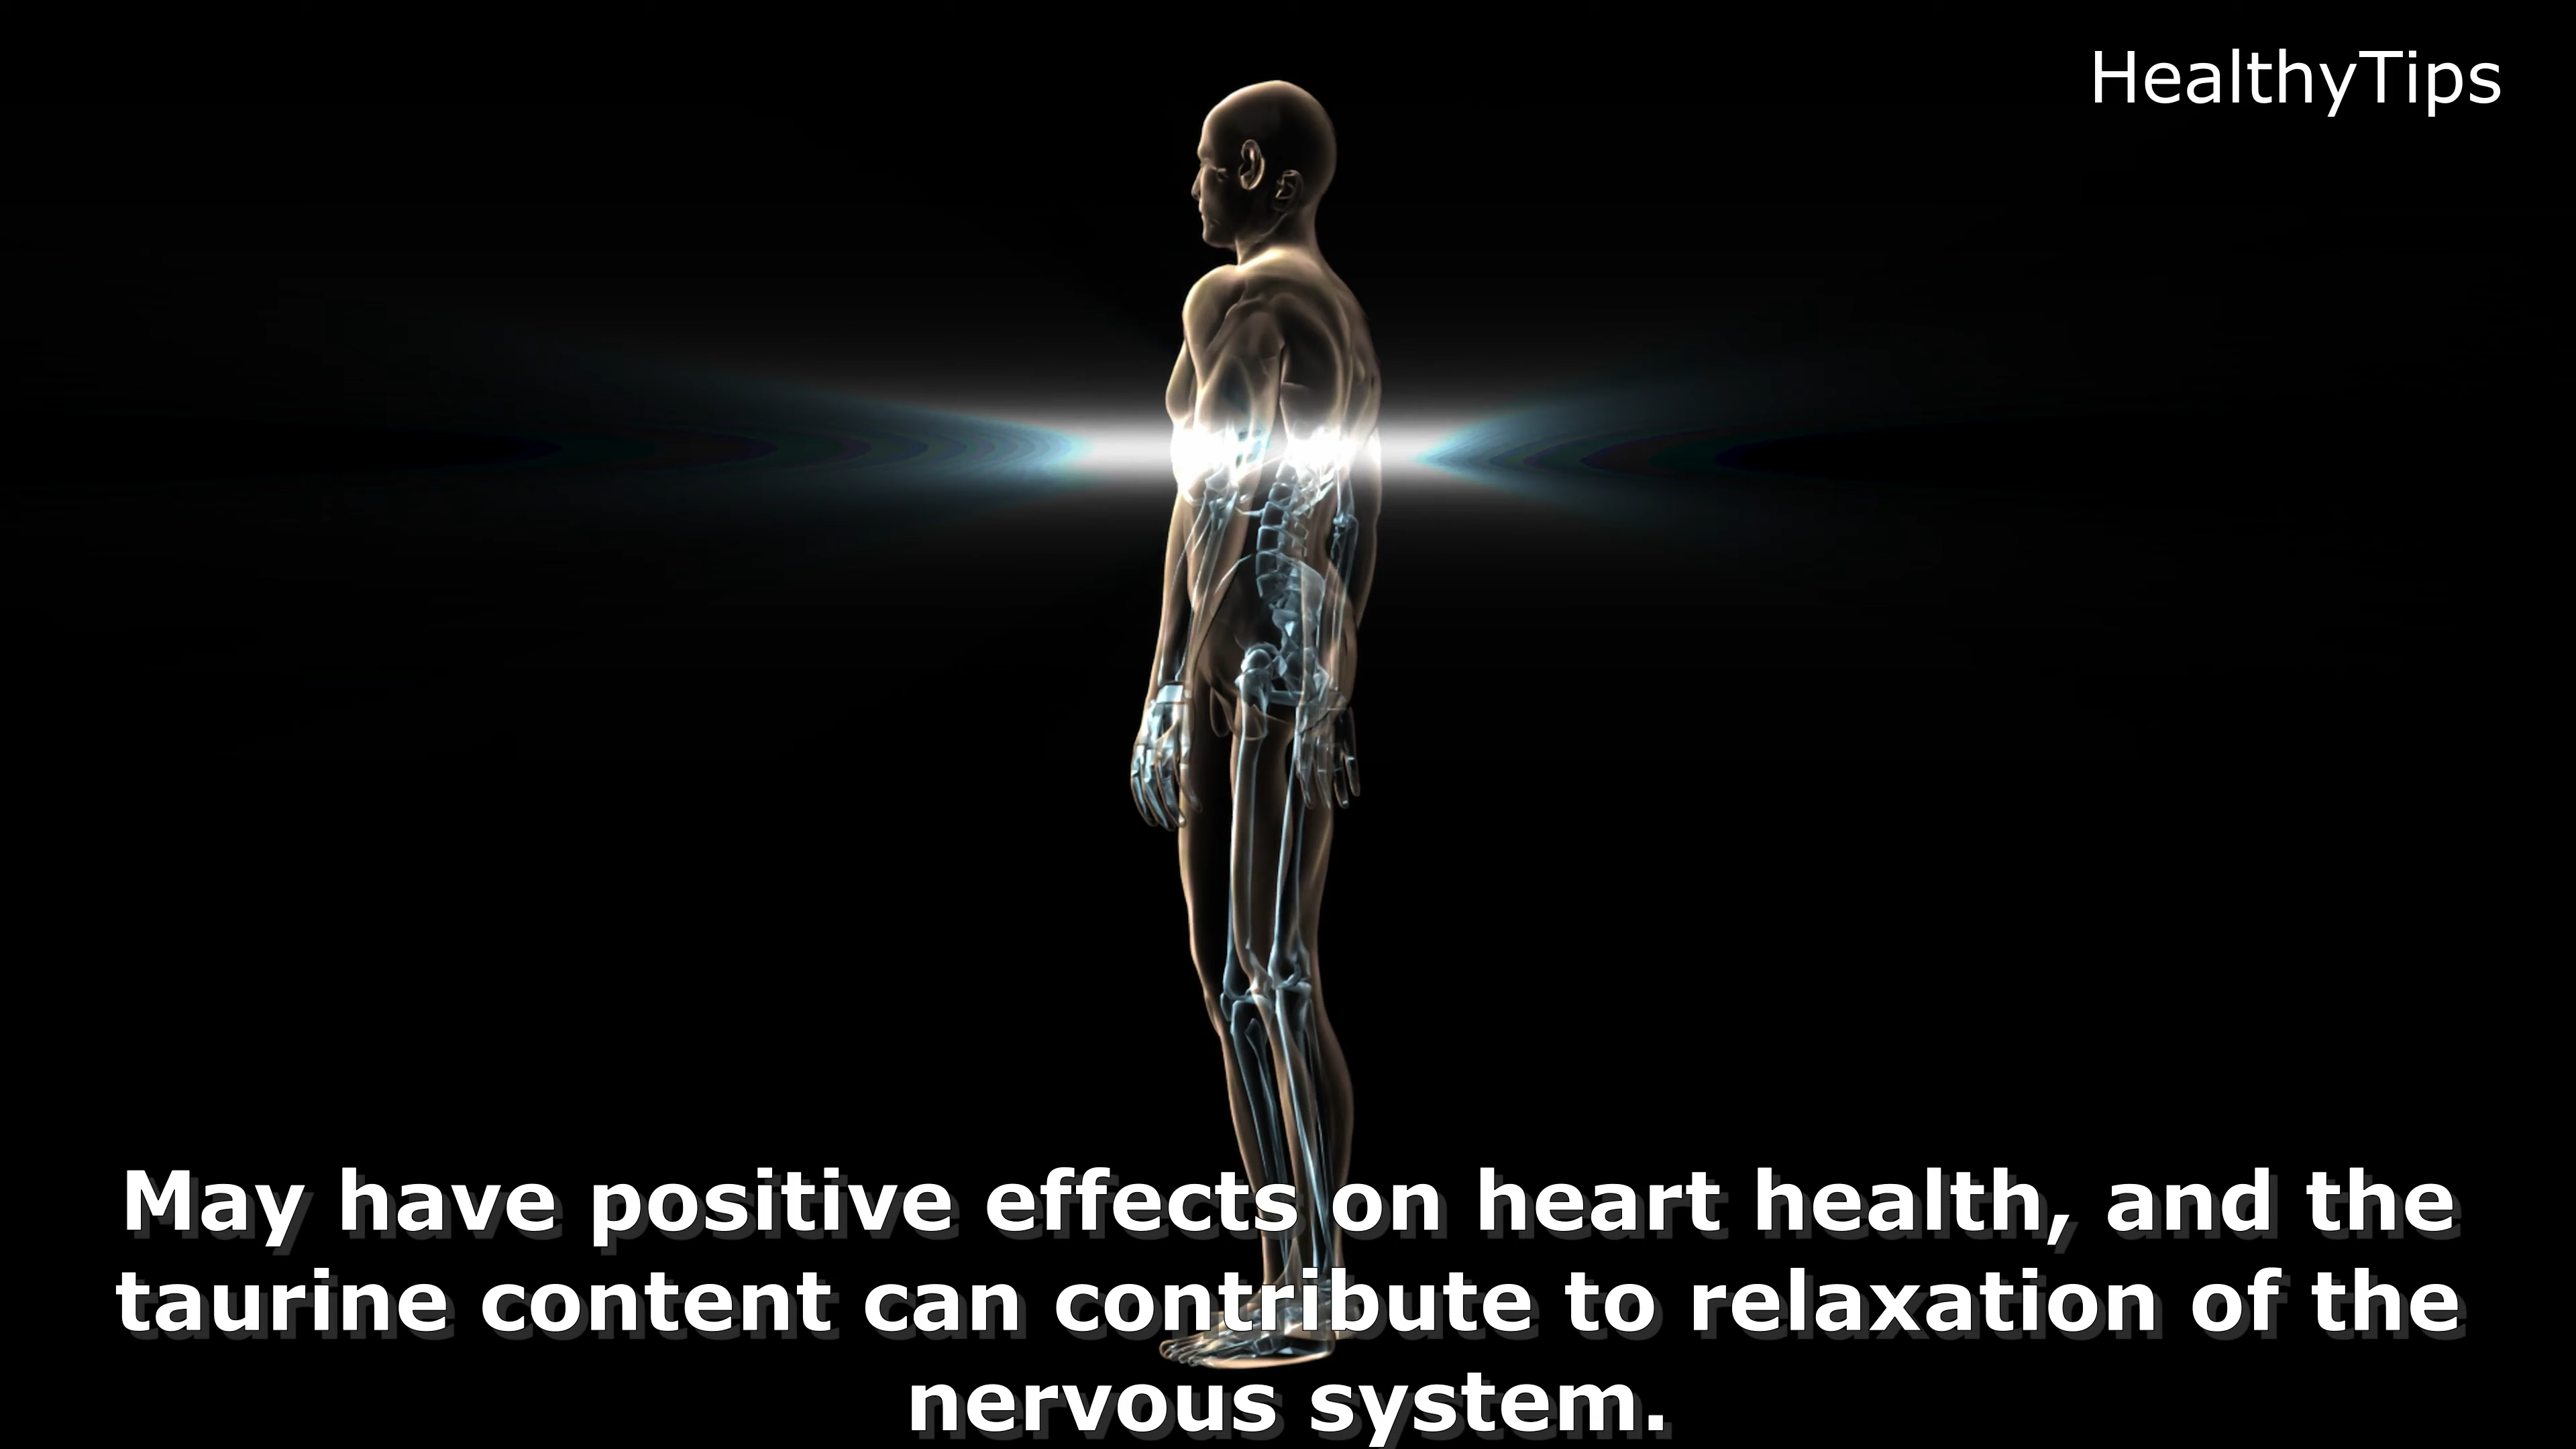 HealthyTips
May have positive effects on heart health, and the
taurine content can contribute to relaxation of the
nervous system.